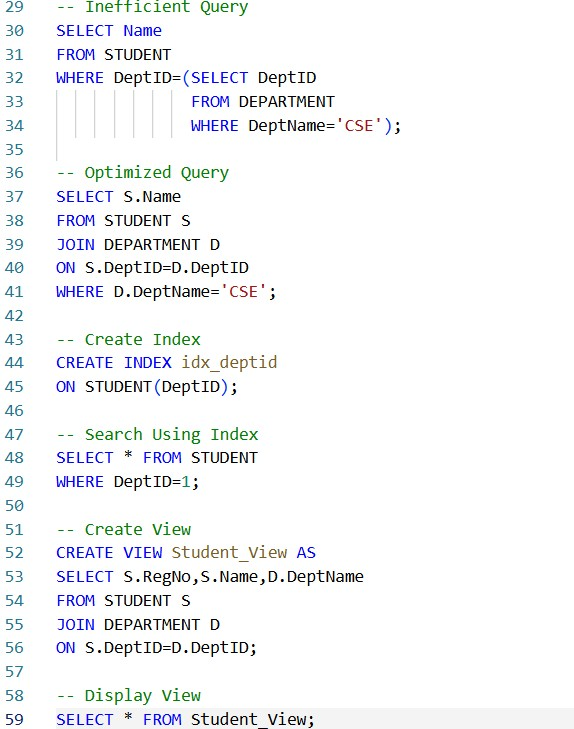 29 -- Inefficient Query
30 SELECT Name
31 FROM STUDENT
32 WHERE DeptID=(SELECT DeptID
33 FROM DEPARTMENT
34 WHERE DeptName='CSE');
35
36 -- Optimized Query
37 SELECT S.Name
38 FROM STUDENT S
39 JOIN DEPARTMENT D
40 ON S.DeptID=D.DeptID
41 WHERE D.DeptName='CSE';
42
43 -- Create Index
44 CREATE INDEX idx_deptid
45 ON STUDENT(DeptID);
46
47 -- Search Using Index
48 SELECT * FROM STUDENT
49 WHERE DeptID=1;
50
51 -- Create View
52 CREATE VIEW Student_View AS
53 SELECT S.RegNo,S.Name,D.DeptName
54 FROM STUDENT S
55 JOIN DEPARTMENT D
56 ON S.DeptID=D.DeptID;
57
58 -- Display View
59 SELECT * FROM Student_View;